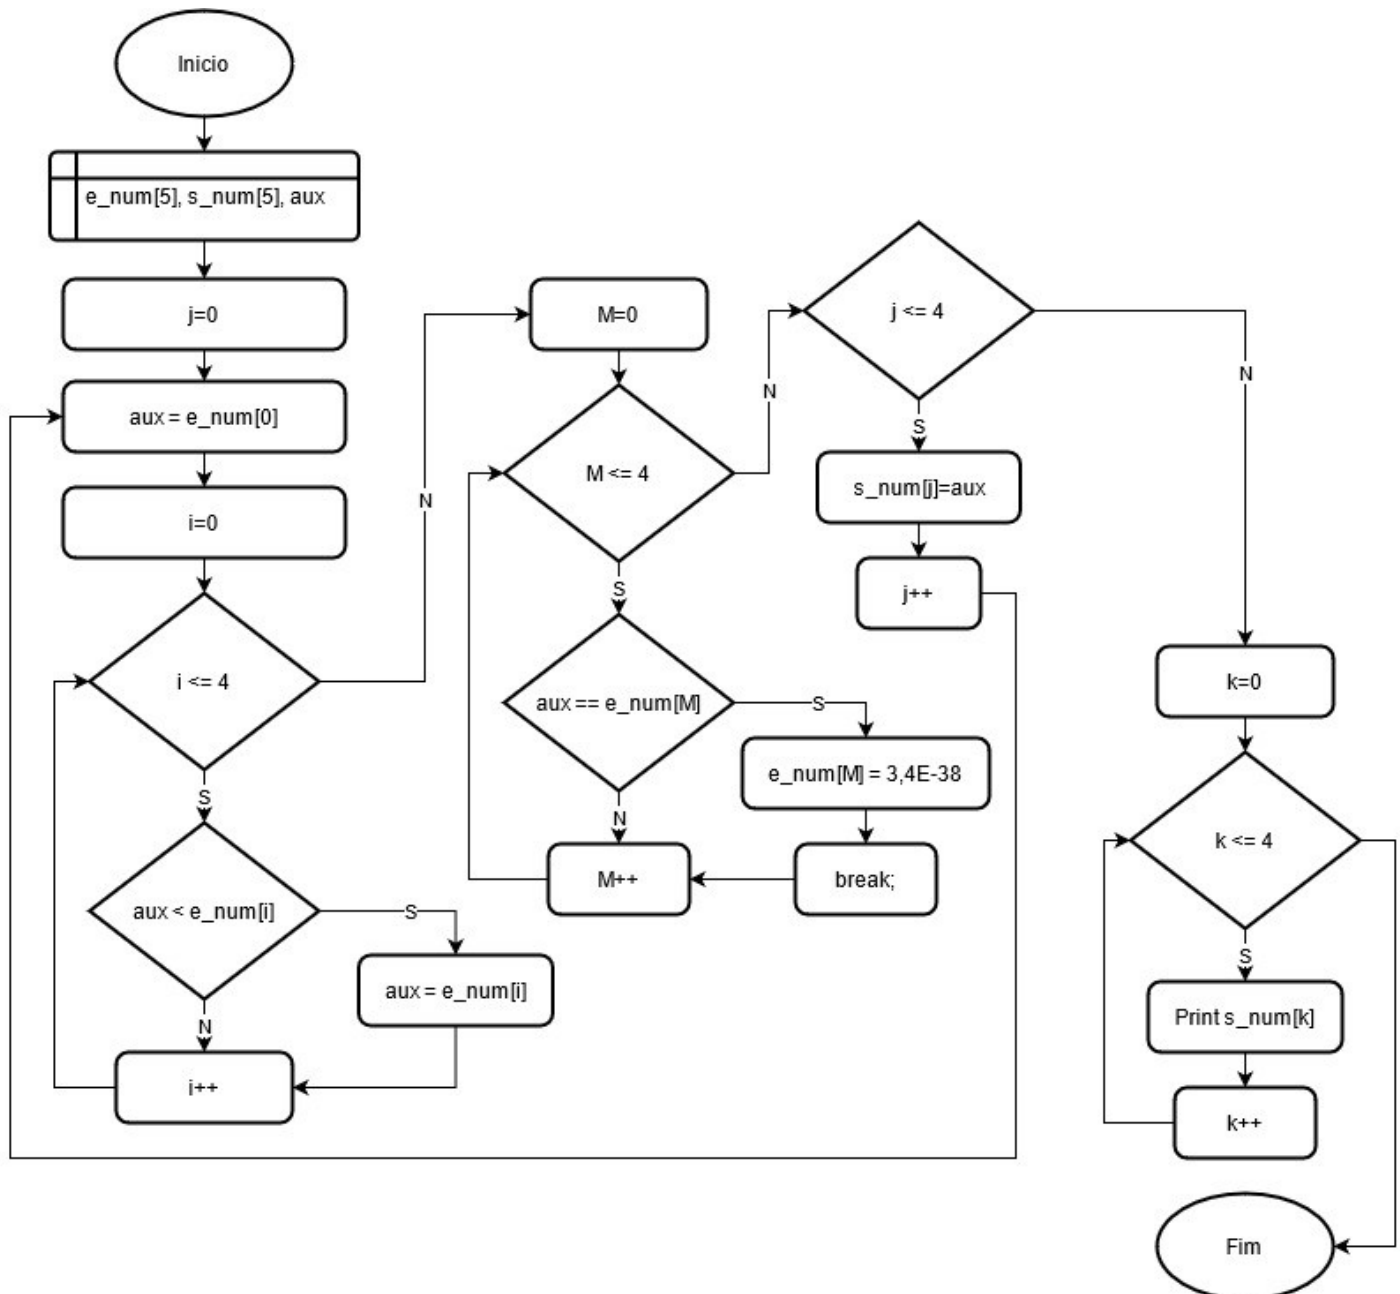 Inicio
e_num[5], s_num[5], aux
j=0
aux = e_num[0]
i=0
i <= 4
S
N
aux < e_num[i]
S
aux = e_num[i]
N
i++
M=0
M <= 4
N
S
aux == e_num[M]
S
e_num[M] = 3,4E-38
break;
N
M++
j <= 4
N
S
s_num[j]=aux
j++
k=0
k <= 4
S
Print s_num[k]
k++
Fim